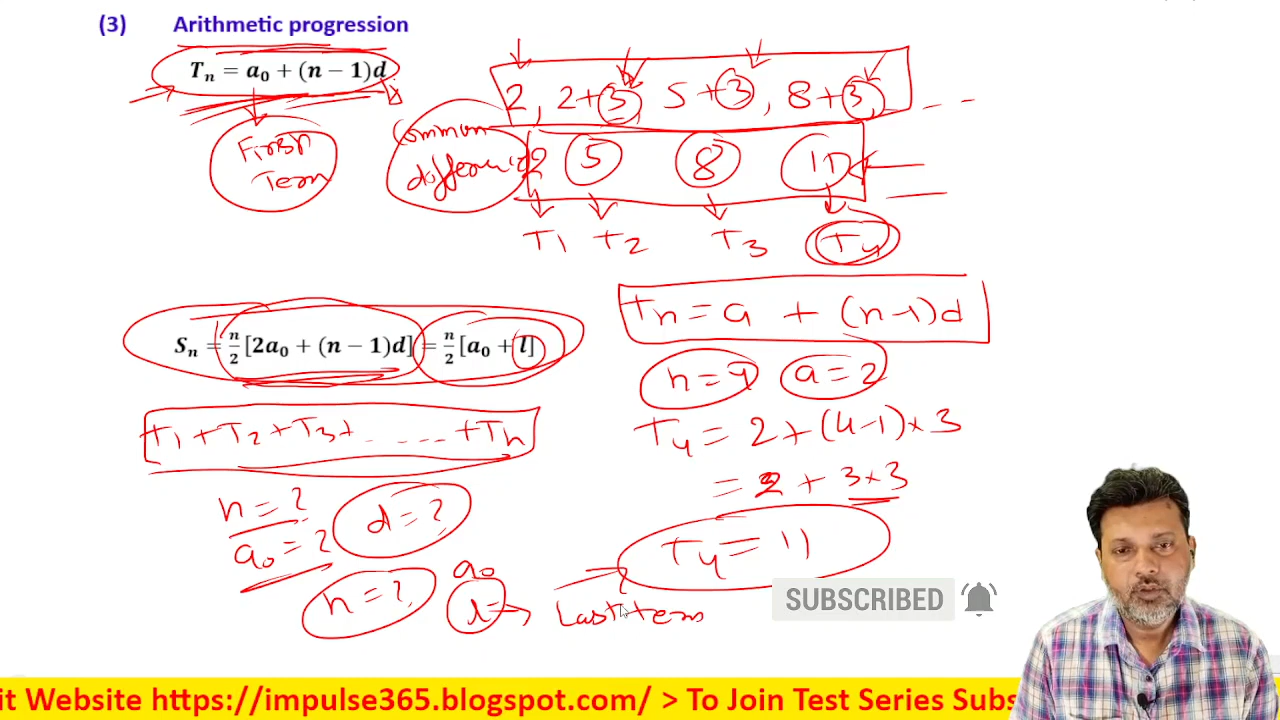 (3) Arithmetic progression
Tₙ = a₀ + (n − 1)d
2, 2+3, 5+3, 8+3, - - -
First
Term
common
difference
2 5 8 11
T1 T2 T3 T4
Tn = a + (n-1)d
Sₙ = n/2 [2a₀ + (n − 1)d] = n/2 [a₀ + l]
n = 4 a = 2
T1 + T2 + T3 + ...... + Tn
T4 = 2 + (4-1) × 3
= 2 + 3×3
n = ? d = ?
a0 = ?
T4 = 11
n = ? a0
l = → Last term
SUBSCRIBED
it Website https://impulse365.blogspot.com/ > To Join Test Series Subs